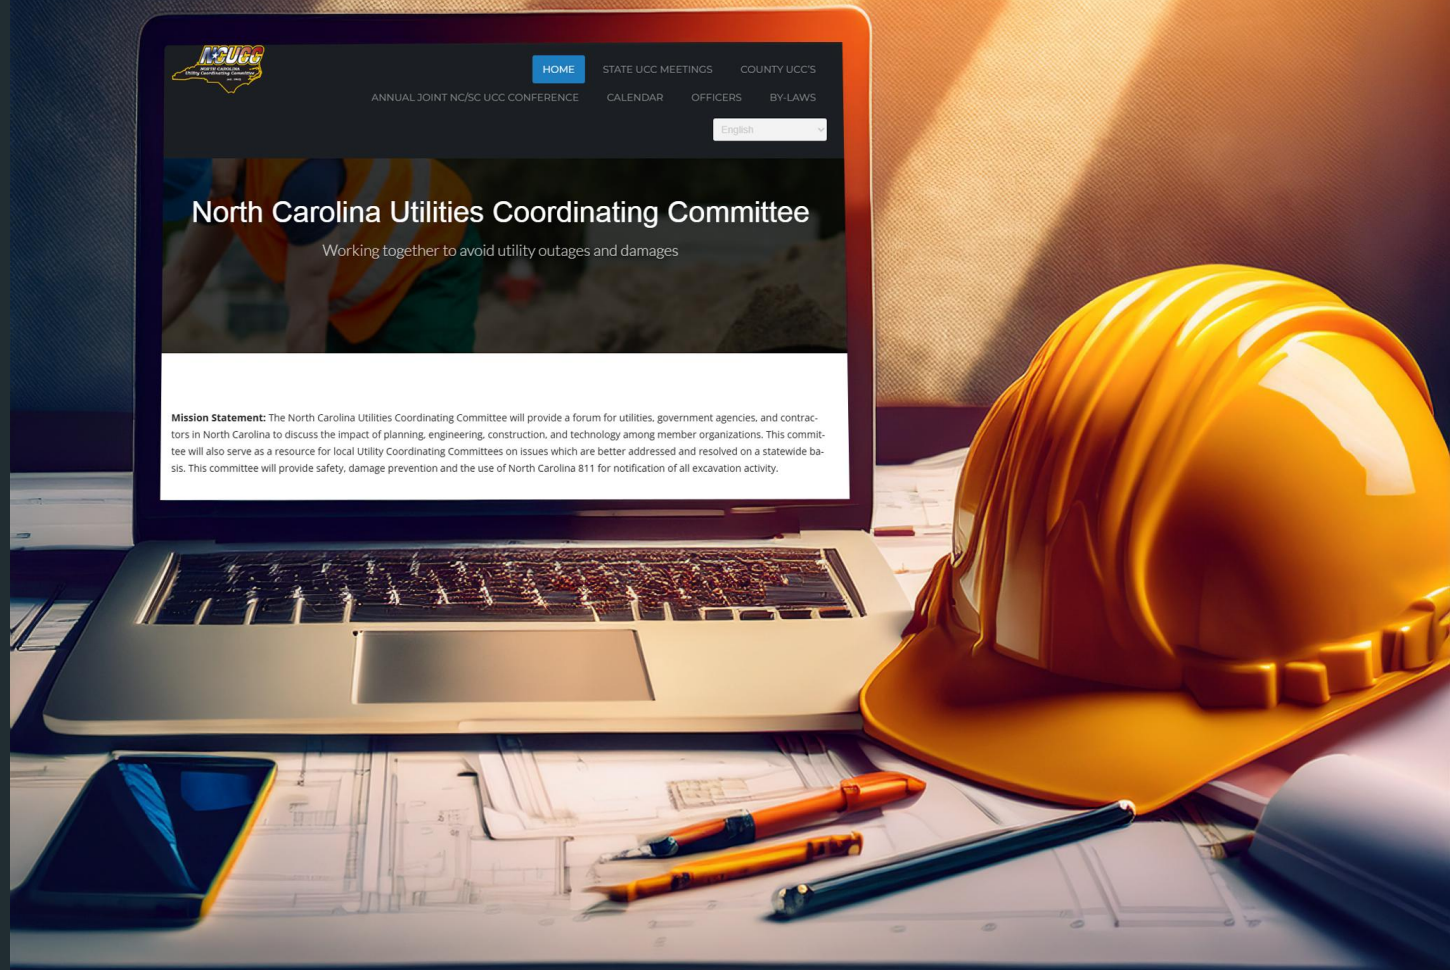 NCUCC
NORTH CAROLINA
Utility Coordinating Committee
HOME STATE UCC MEETINGS COUNTY UCC'S
ANNUAL JOINT NC/SC UCC CONFERENCE CALENDAR OFFICERS BY-LAWS
English
North Carolina Utilities Coordinating Committee
Working together to avoid utility outages and damages
Mission Statement: The North Carolina Utilities Coordinating Committee will provide a forum for utilities, government agencies, and contrac-
tors in North Carolina to discuss the impact of planning, engineering, construction, and technology among member organizations. This commit-
tee will also serve as a resource for local Utility Coordinating Committees on issues which are better addressed and resolved on a statewide ba-
sis. This committee will provide safety, damage prevention and the use of North Carolina 811 for notification of all excavation activity.